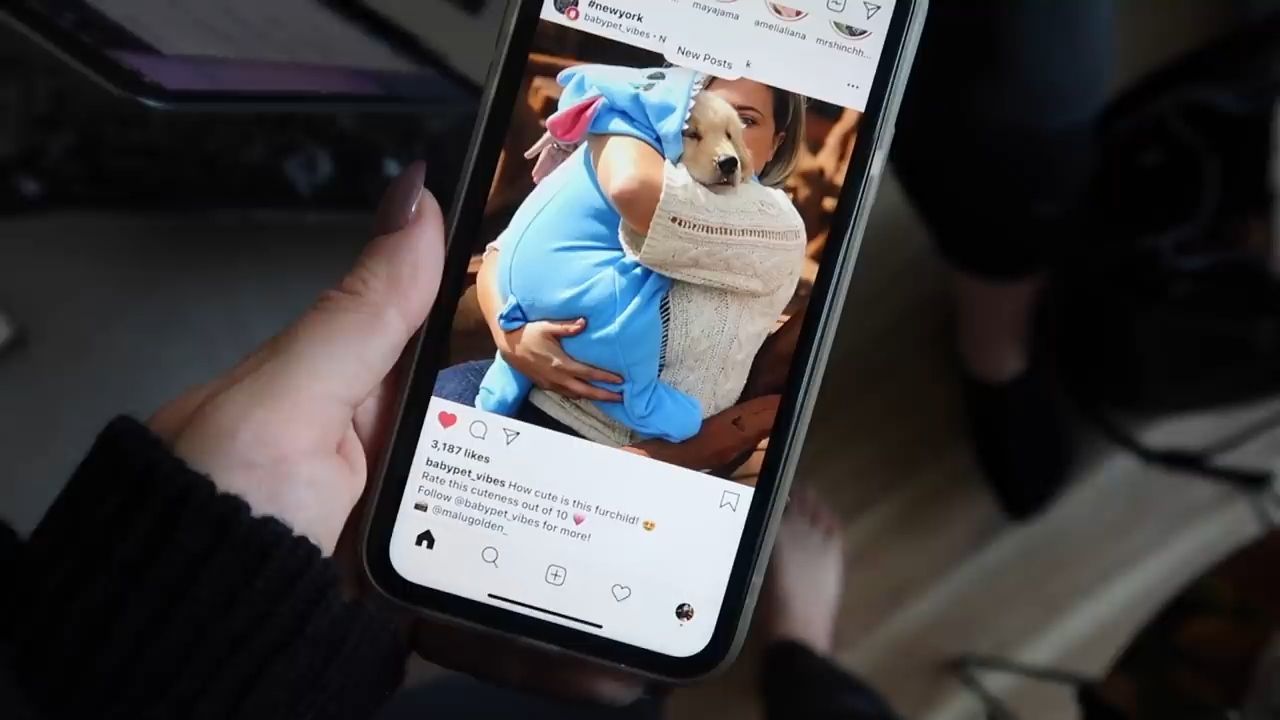 mayajama
amelialiana
mrshinchh...
#newyork
babypet_vibes • N
New Posts
k
3,187 likes
babypet_vibes How cute is this furchild! 😍
Rate this cuteness out of 10 💗
Follow @babypet_vibes for more!
📷 @malugolden_